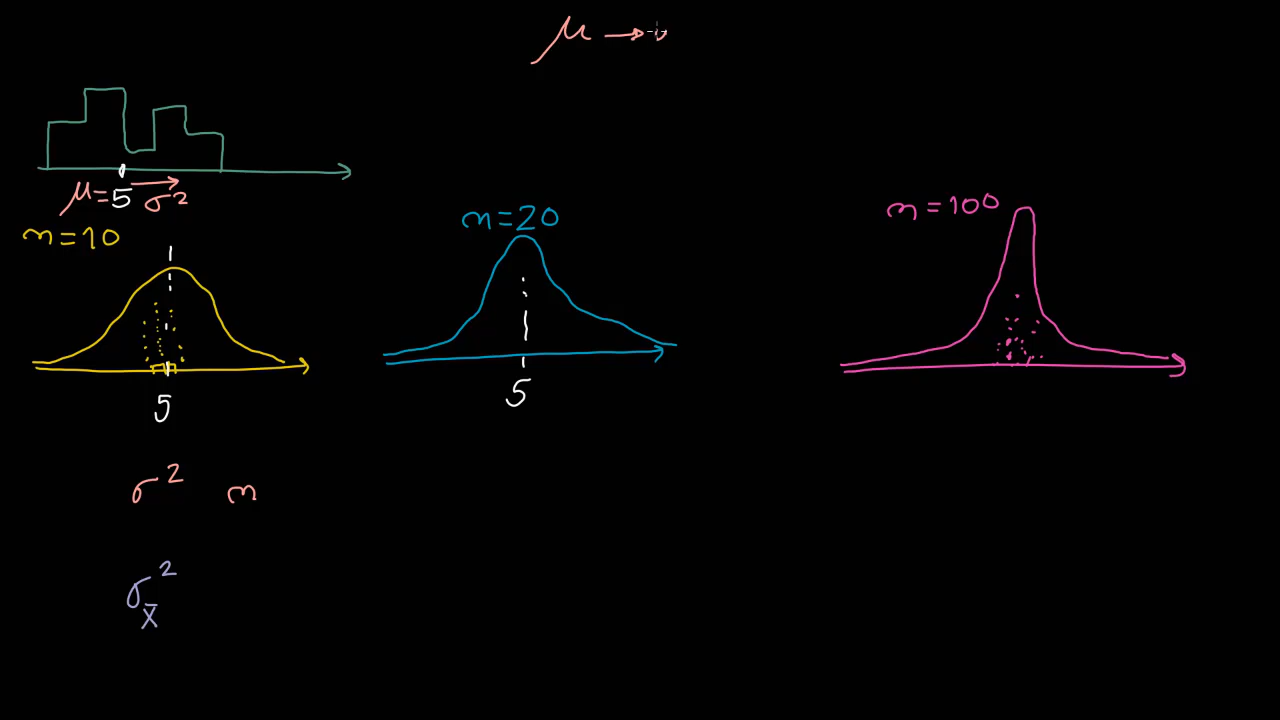 μ →
μ = 5 σ²
n = 10
n = 20
n = 100
5
5
σ² n
σ²x̄